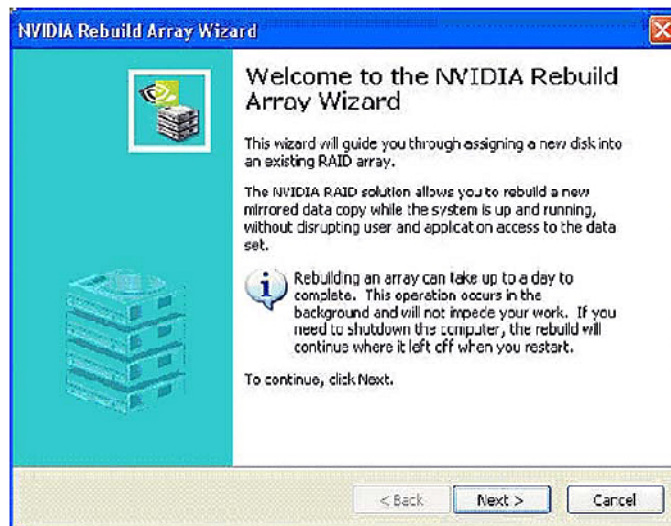 NVIDIA Rebuild Array Wizard
Welcome to the NVIDIA Rebuild
Array Wizard
This wizard will guide you through assigning a new disk into
an existing RAID array.
The NVIDIA RAID solution allows you to rebuild a new
mirrored data copy while the system is up and running,
without disrupting user and application access to the data
set.
Rebuilding an array can take up to a day to
complete. This operation occurs in the
background and will not impede your work. If you
need to shutdown the computer, the rebuild will
continue where it left off when you restart.
To continue, click Next.
< Back
Next >
Cancel